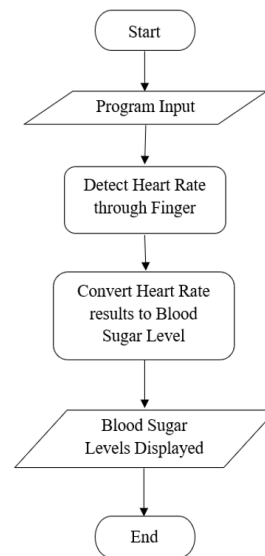 Start
Program Input
Detect Heart Rate
through Finger
Convert Heart Rate
results to Blood
Sugar Level
Blood Sugar
Levels Displayed
End